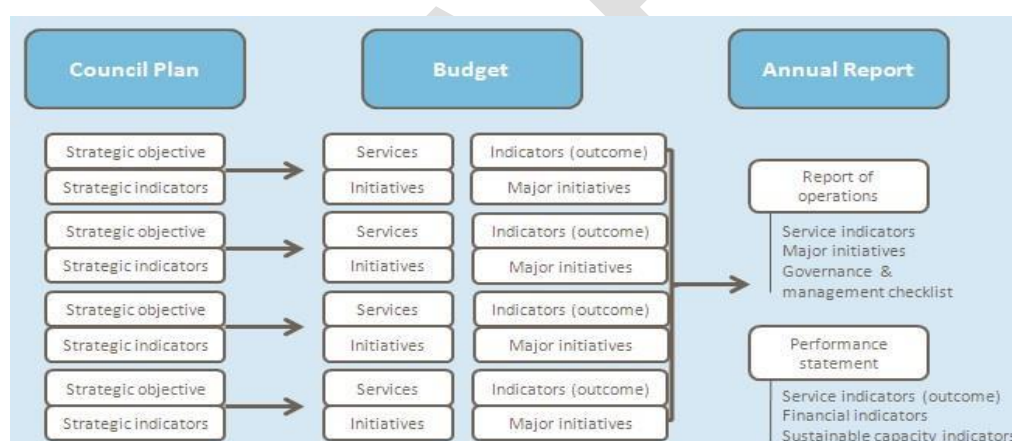 Council Plan
Budget
Annual Report
Strategic objective
Strategic indicators
Strategic objective
Strategic indicators
Strategic objective
Strategic indicators
Strategic objective
Strategic indicators
Services
Initiatives
Services
Initiatives
Services
Initiatives
Services
Initiatives
Indicators (outcome)
Major initiatives
Indicators (outcome)
Major initiatives
Indicators (outcome)
Major initiatives
Indicators (outcome)
Major initiatives
Report of
operations
Service indicators
Major initiatives
Governance &
management checklist
Performance
statement
Service indicators (outcome)
Financial indicators
Sustainable capacity indicators